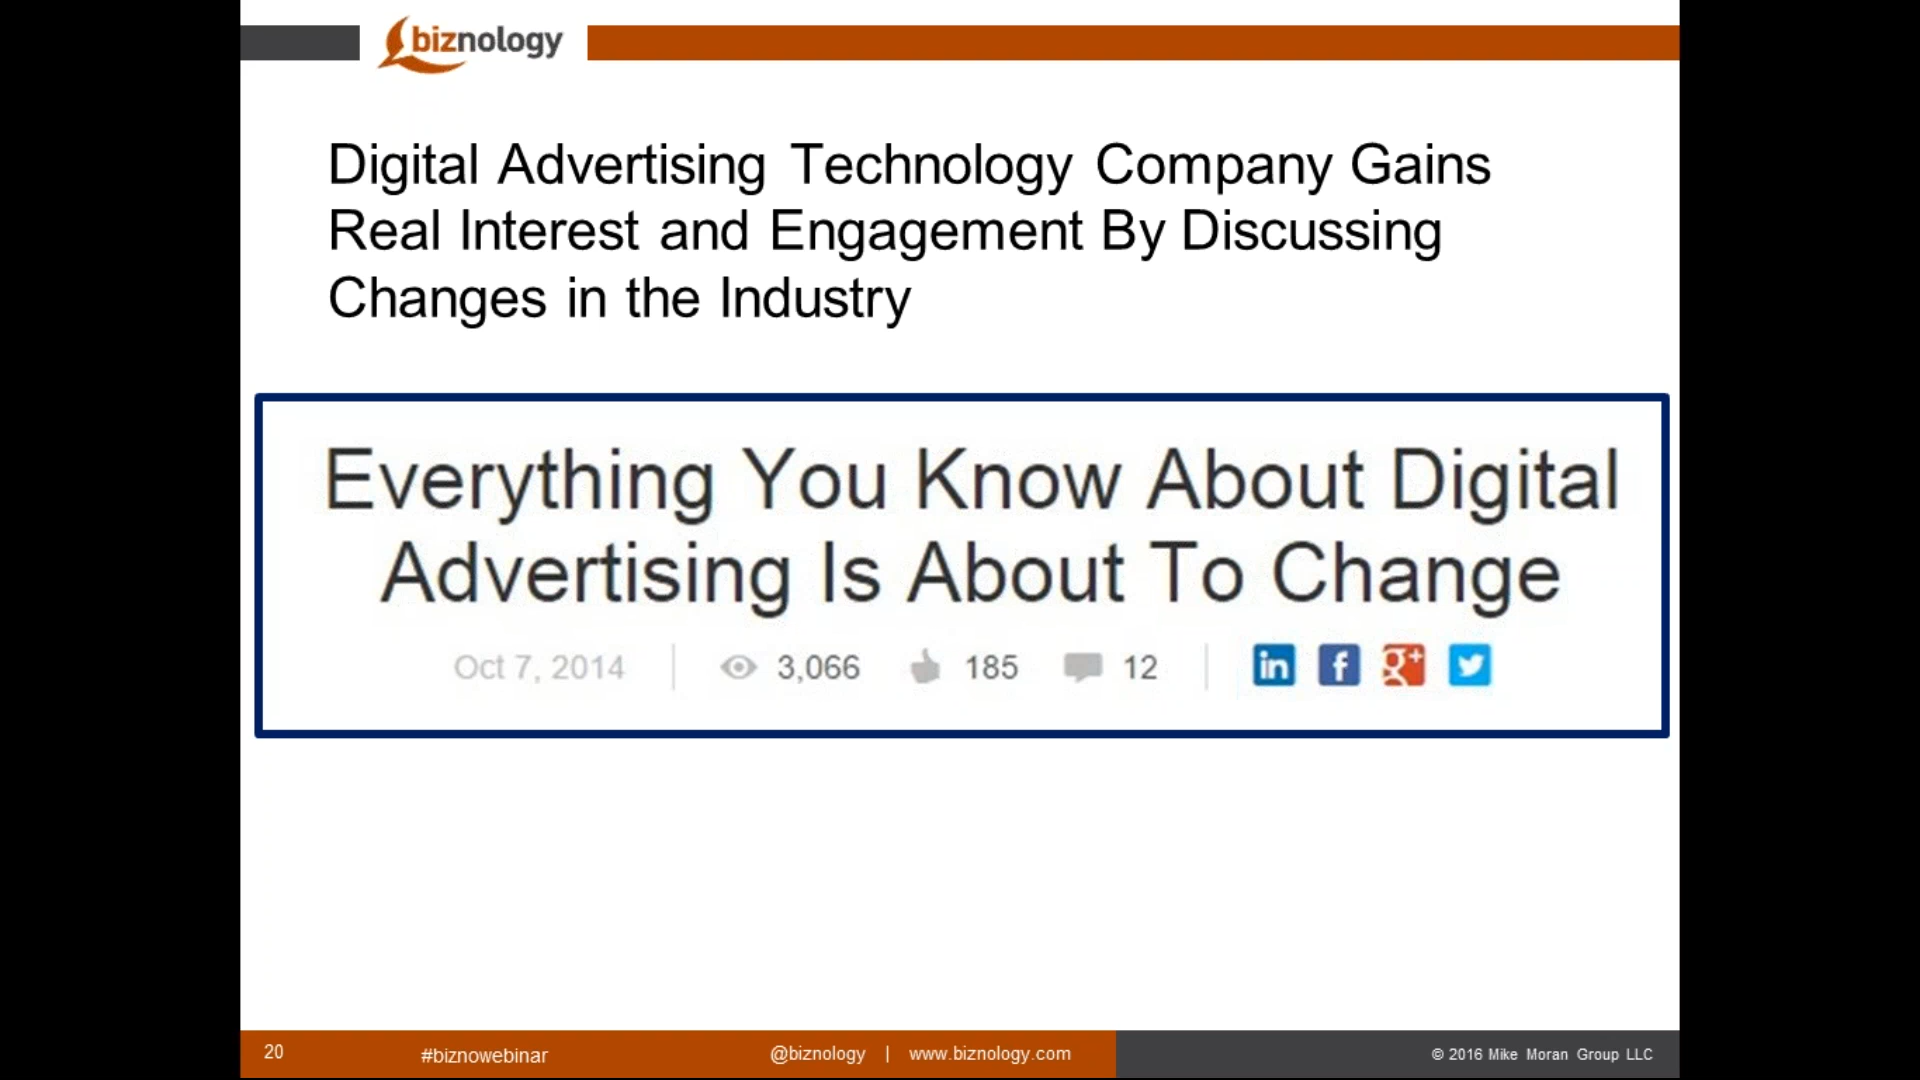 biznology
Digital Advertising Technology Company Gains
Real Interest and Engagement By Discussing
Changes in the Industry
Everything You Know About Digital
Advertising Is About To Change
Oct 7, 2014 | 3,066 185 12 | in f g+
20 #biznowebinar @biznology | www.biznology.com © 2016 Mike Moran Group LLC